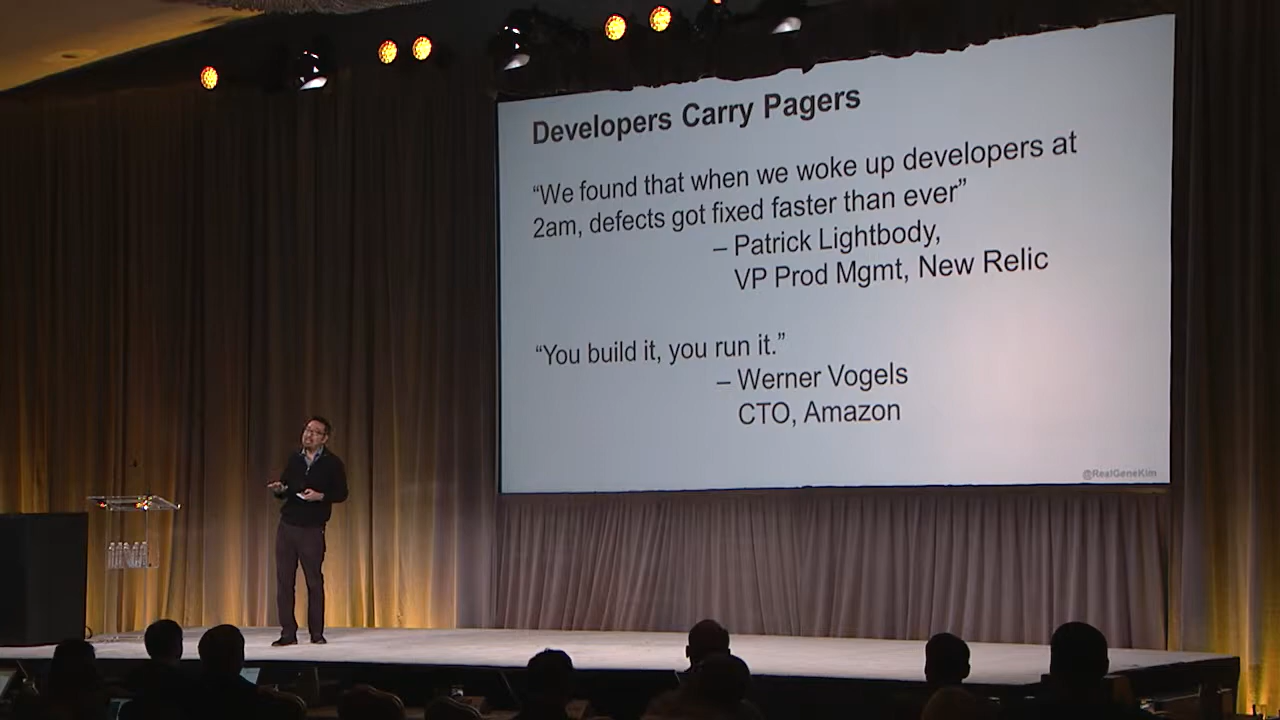 Developers Carry Pagers
“We found that when we woke up developers at
2am, defects got fixed faster than ever”
– Patrick Lightbody,
VP Prod Mgmt, New Relic
“You build it, you run it.”
– Werner Vogels
CTO, Amazon
@RealGeneKim